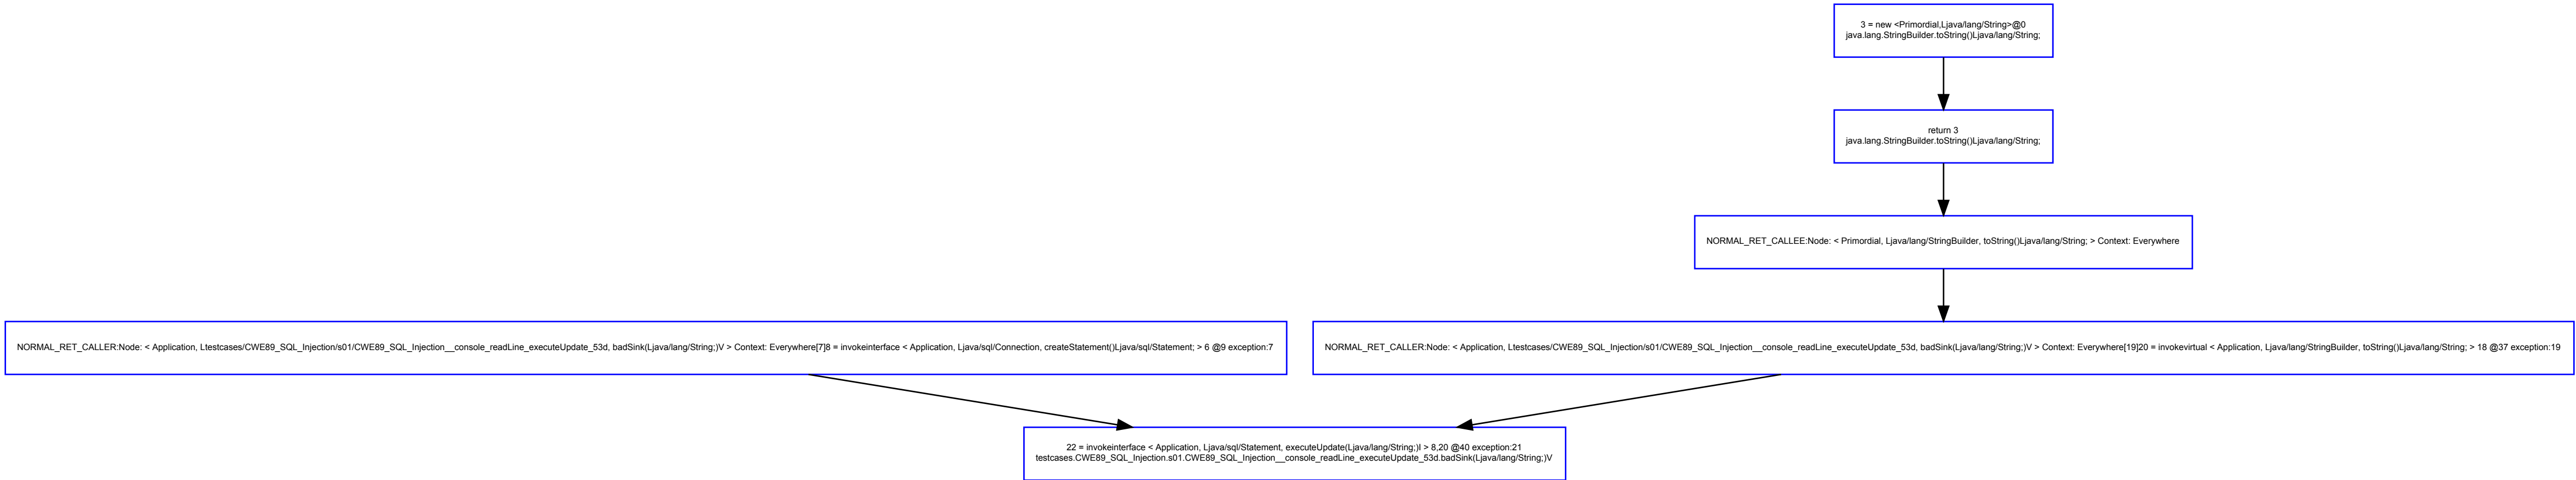 3 = new <Primordial,Ljava/lang/String>@0
java.lang.StringBuilder.toString()Ljava/lang/String;
return 3
java.lang.StringBuilder.toString()Ljava/lang/String;
NORMAL_RET_CALLEE:Node: < Primordial, Ljava/lang/StringBuilder, toString()Ljava/lang/String; > Context: Everywhere
NORMAL_RET_CALLER:Node: < Application, Ltestcases/CWE89_SQL_Injection/s01/CWE89_SQL_Injection__console_readLine_executeUpdate_53d, badSink(Ljava/lang/String;)V > Context: Everywhere[7]8 = invokeinterface < Application, Ljava/sql/Connection, createStatement()Ljava/sql/Statement; > 6 @9 exception:7
NORMAL_RET_CALLER:Node: < Application, Ltestcases/CWE89_SQL_Injection/s01/CWE89_SQL_Injection__console_readLine_executeUpdate_53d, badSink(Ljava/lang/String;)V > Context: Everywhere[19]20 = invokevirtual < Application, Ljava/lang/StringBuilder, toString()Ljava/lang/String; > 18 @37 exception:19
22 = invokeinterface < Application, Ljava/sql/Statement, executeUpdate(Ljava/lang/String;)I > 8,20 @40 exception:21
testcases.CWE89_SQL_Injection.s01.CWE89_SQL_Injection__console_readLine_executeUpdate_53d.badSink(Ljava/lang/String;)V